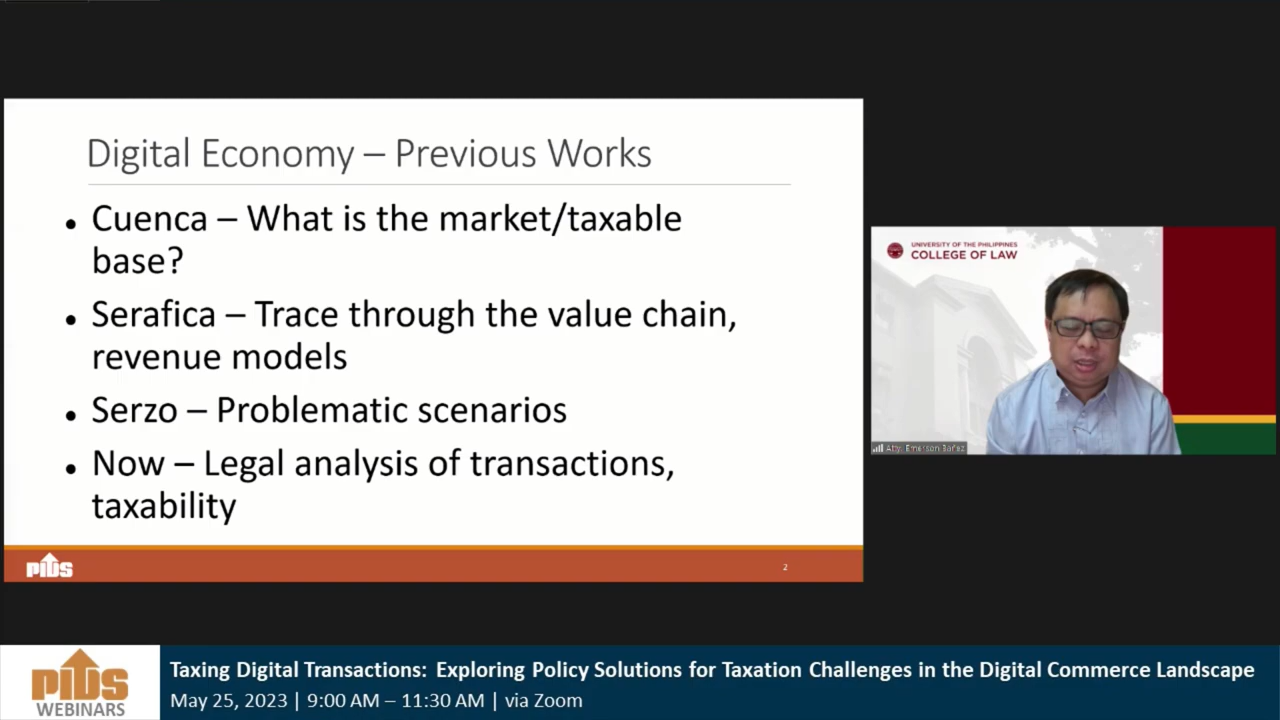 Digital Economy – Previous Works
• Cuenca – What is the market/taxable
base?
• Serafica – Trace through the value chain,
revenue models
• Serzo – Problematic scenarios
• Now – Legal analysis of transactions,
taxability
PIDS
2
UNIVERSITY OF THE PHILIPPINES
COLLEGE OF LAW
Atty. Emerson Bañez
PIDS
WEBINARS
Taxing Digital Transactions: Exploring Policy Solutions for Taxation Challenges in the Digital Commerce Landscape
May 25, 2023 | 9:00 AM – 11:30 AM | via Zoom